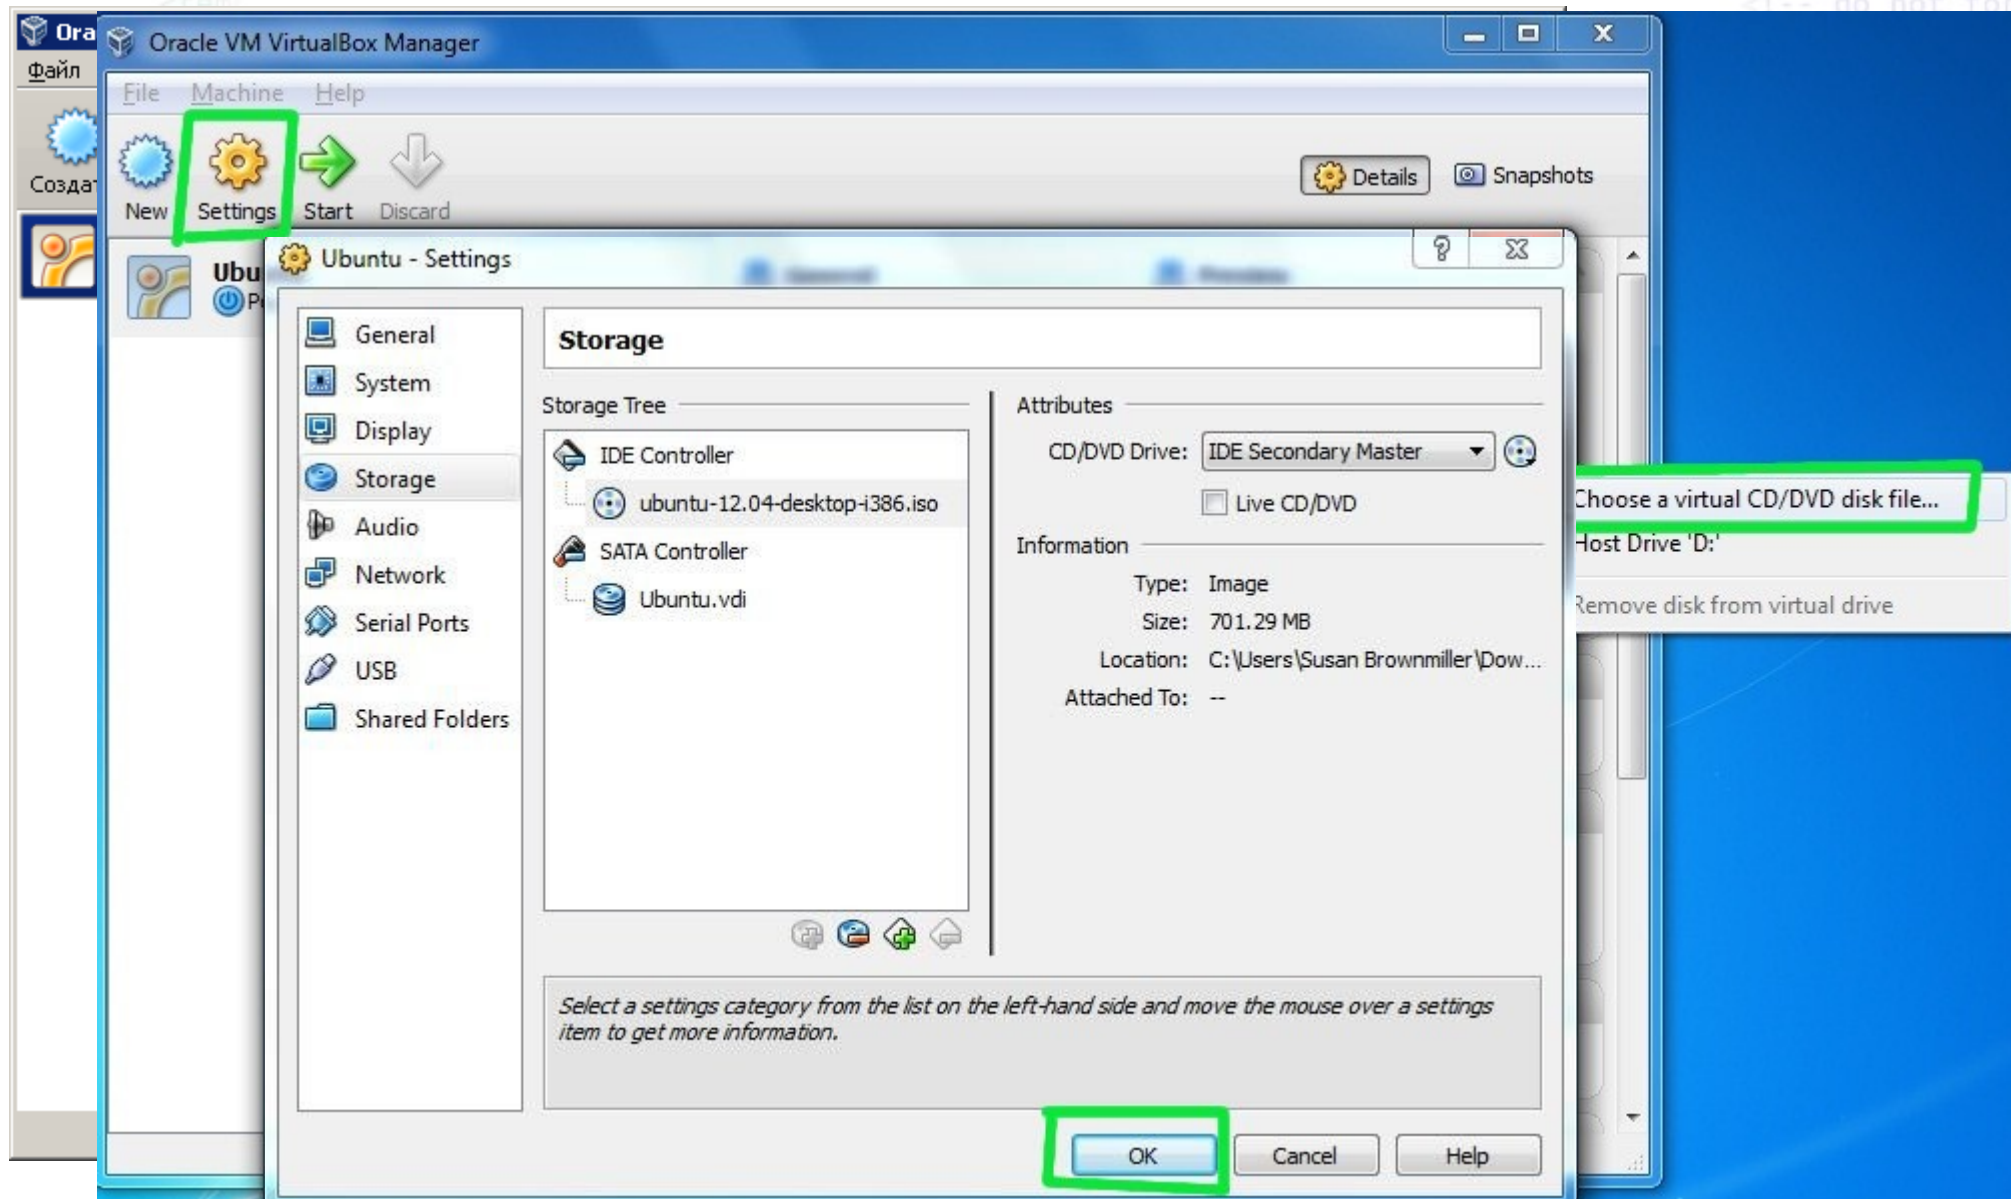 <!-- do not for
Ora
Файл
Создат
Oracle VM VirtualBox Manager
File Machine Help
New Settings Start Discard
Details Snapshots
Ubu
Ubuntu - Settings
General
System
Display
Storage
Audio
Network
Serial Ports
USB
Shared Folders
Storage
Storage Tree
IDE Controller
ubuntu-12.04-desktop-i386.iso
SATA Controller
Ubuntu.vdi
Attributes
CD/DVD Drive: IDE Secondary Master
Live CD/DVD
Information
Type: Image
Size: 701.29 MB
Location: C:\Users\Susan Brownmiller\Dow...
Attached To: --
Choose a virtual CD/DVD disk file...
Host Drive 'D:'
Remove disk from virtual drive
Select a settings category from the list on the left-hand side and move the mouse over a settings
item to get more information.
OK Cancel Help